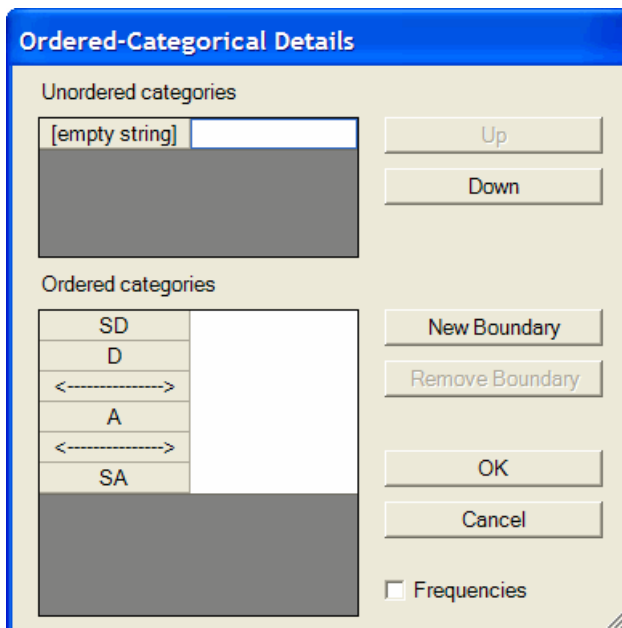 Ordered-Categorical Details
Unordered categories
[empty string]
Up
Down
Ordered categories
SD
D
<--------------->
A
<--------------->
SA
New Boundary
Remove Boundary
OK
Cancel
Frequencies